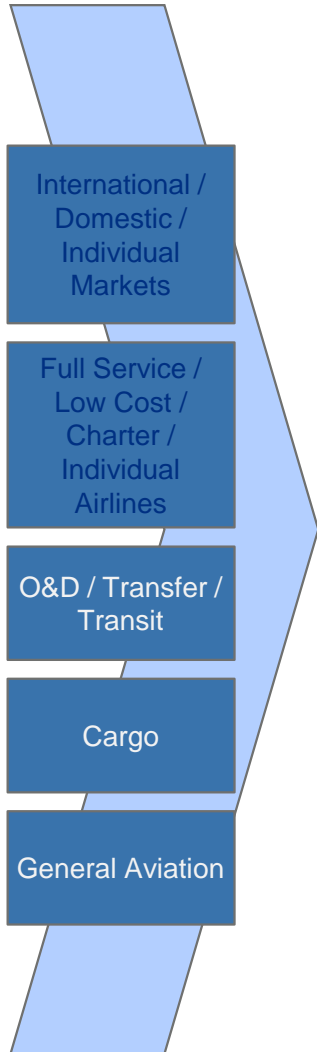 International /
Domestic /
Individual
Markets
Full Service /
Low Cost /
Charter /
Individual
Airlines
O&D / Transfer /
Transit
Cargo
General Aviation